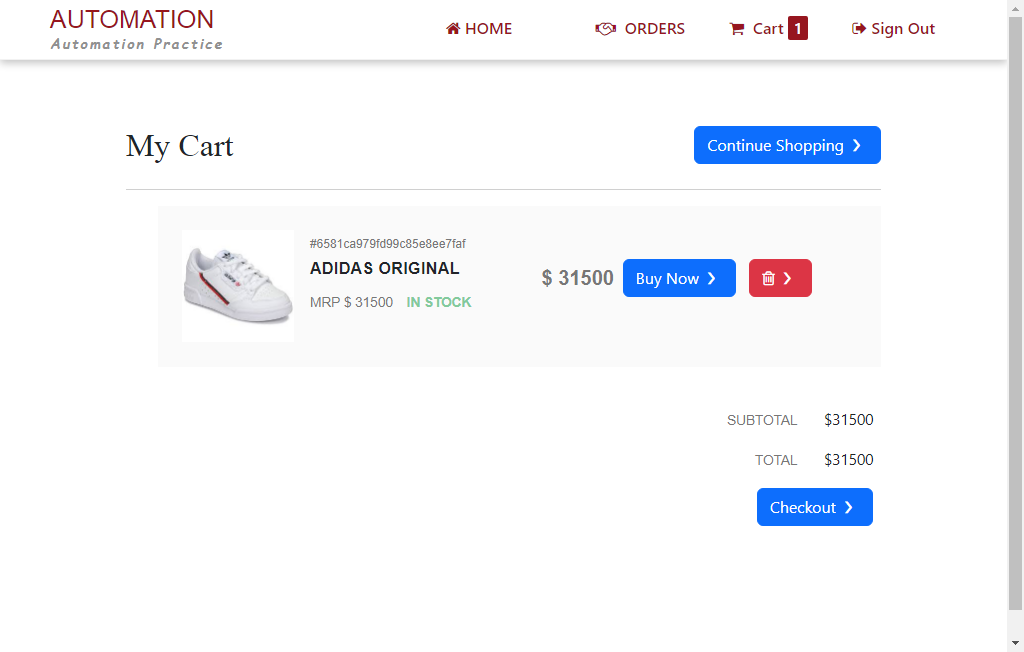 AUTOMATION
Automation Practice
HOME
ORDERS
Cart 1
Sign Out
My Cart
Continue Shopping ❯
#6581ca979fd99c85e8ee7faf
ADIDAS ORIGINAL
MRP $ 31500 IN STOCK
$ 31500
Buy Now ❯
❯
SUBTOTAL $31500
TOTAL $31500
Checkout ❯